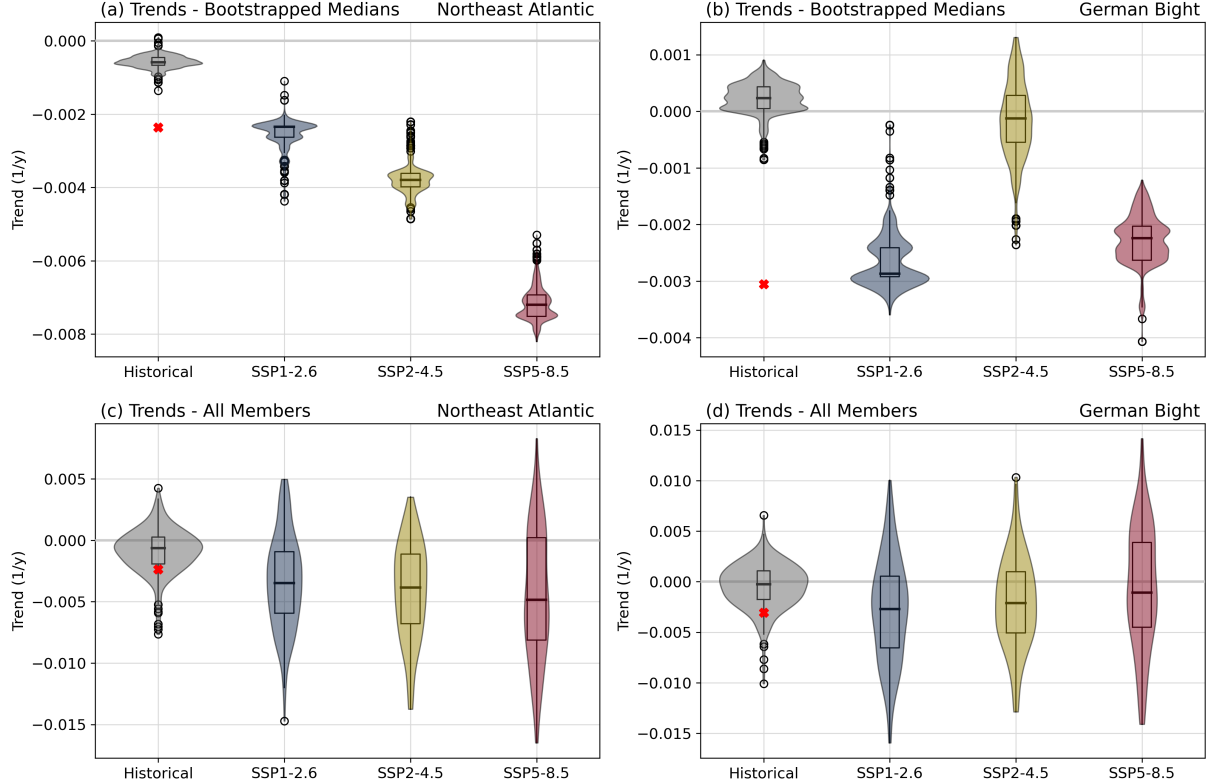 (a) Trends - Bootstrapped Medians Northeast Atlantic
0.000
−0.002
−0.004
−0.006
−0.008
Trend (1/y)
Historical SSP1-2.6 SSP2-4.5 SSP5-8.5
(b) Trends - Bootstrapped Medians German Bight
0.001
0.000
−0.001
−0.002
−0.003
−0.004
Trend (1/y)
Historical SSP1-2.6 SSP2-4.5 SSP5-8.5
(c) Trends - All Members Northeast Atlantic
0.005
0.000
−0.005
−0.010
−0.015
Trend (1/y)
Historical SSP1-2.6 SSP2-4.5 SSP5-8.5
(d) Trends - All Members German Bight
0.015
0.010
0.005
0.000
−0.005
−0.010
−0.015
Trend (1/y)
Historical SSP1-2.6 SSP2-4.5 SSP5-8.5